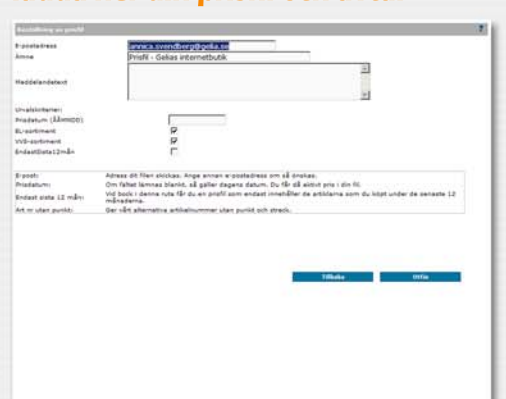 Beställning av prisfil ?
E-postadress annica.svendberg@gelia.se
Ämne Prisfil - Gelias internetbutik
Meddelandetext
Urvalskriterier:
Prisdatum (ÅÅMMDD)
EL-sortiment
VVS-sortiment
EndastSista12mån
E-post: Adress dit filen skickas. Ange annan e-postadress om så önskas.
Prisdatum: Om fältet lämnas blankt, så gäller dagens datum. Du får då aktivt pris i din fil.
Endast sista 12 mån: Vid bock i denna ruta får du en prisfil som endast innehåller de artiklarna som du köpt under de senaste 12
månaderna.
Art nr utan punkt: Ger vårt alternativa artikelnummer utan punkt och streck.
Tillbaka Utför